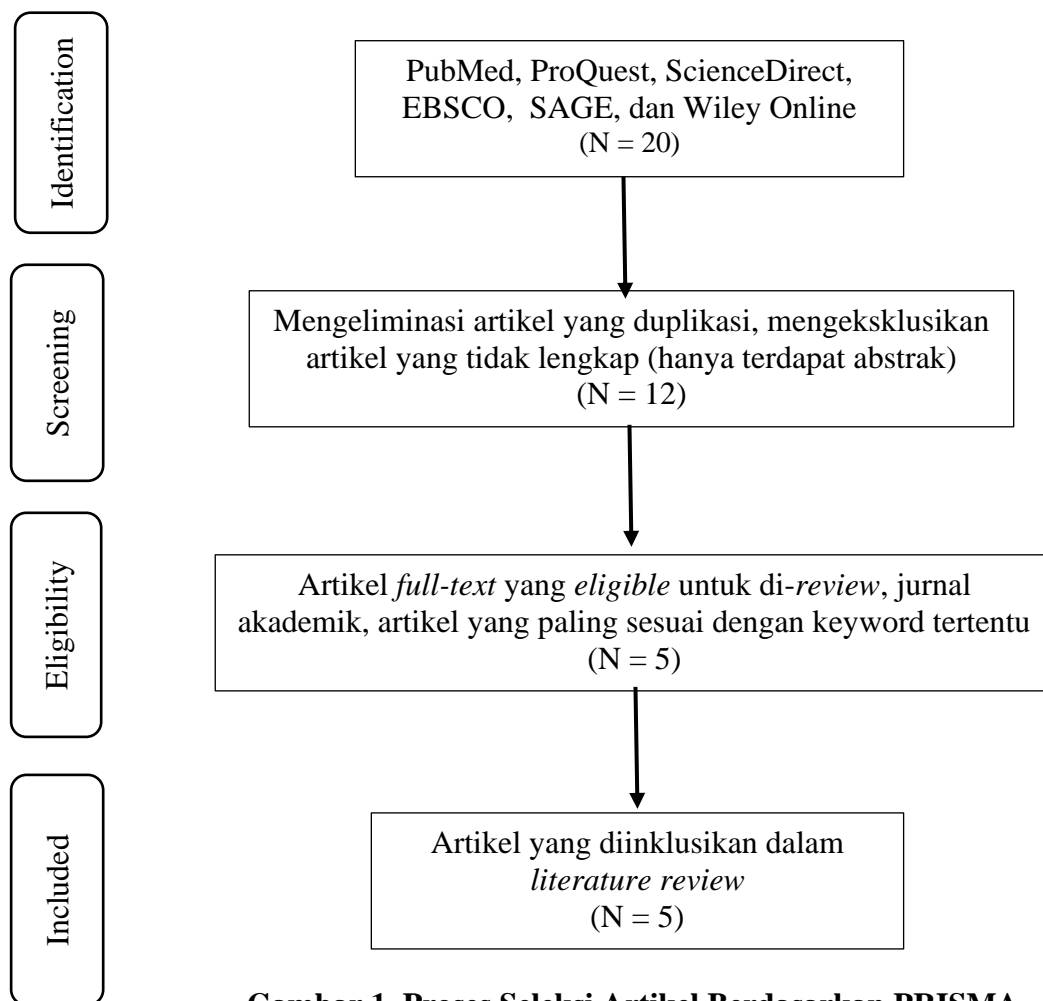 Identification
PubMed, ProQuest, ScienceDirect,
EBSCO, SAGE, dan Wiley Online
(N = 20)
Screening
Mengeliminasi artikel yang duplikasi, mengeksklusikan
artikel yang tidak lengkap (hanya terdapat abstrak)
(N = 12)
Eligibility
Artikel full-text yang eligible untuk di-review, jurnal
akademik, artikel yang paling sesuai dengan keyword tertentu
(N = 5)
Included
Artikel yang diinklusikan dalam
literature review
(N = 5)
Gambar 1. Proses Seleksi Artikel Berdasarkan PRISMA